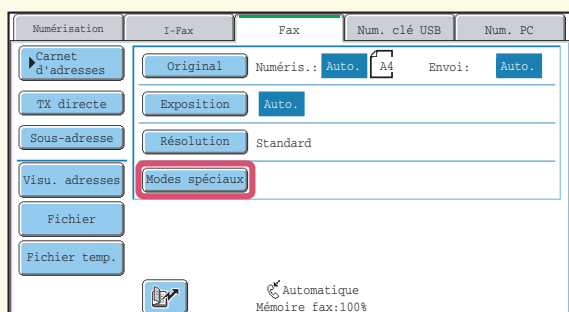 Numérisation
I-Fax
Fax
Num. clé USB
Num. PC
Carnet
d'adresses
Original
Numéris.:
Auto.
A4
Envoi:
Auto.
TX directe
Exposition
Auto.
Sous-adresse
Résolution
Standard
Visu. adresses
Modes spéciaux
Fichier
Fichier temp.
Automatique
Mémoire fax:100%